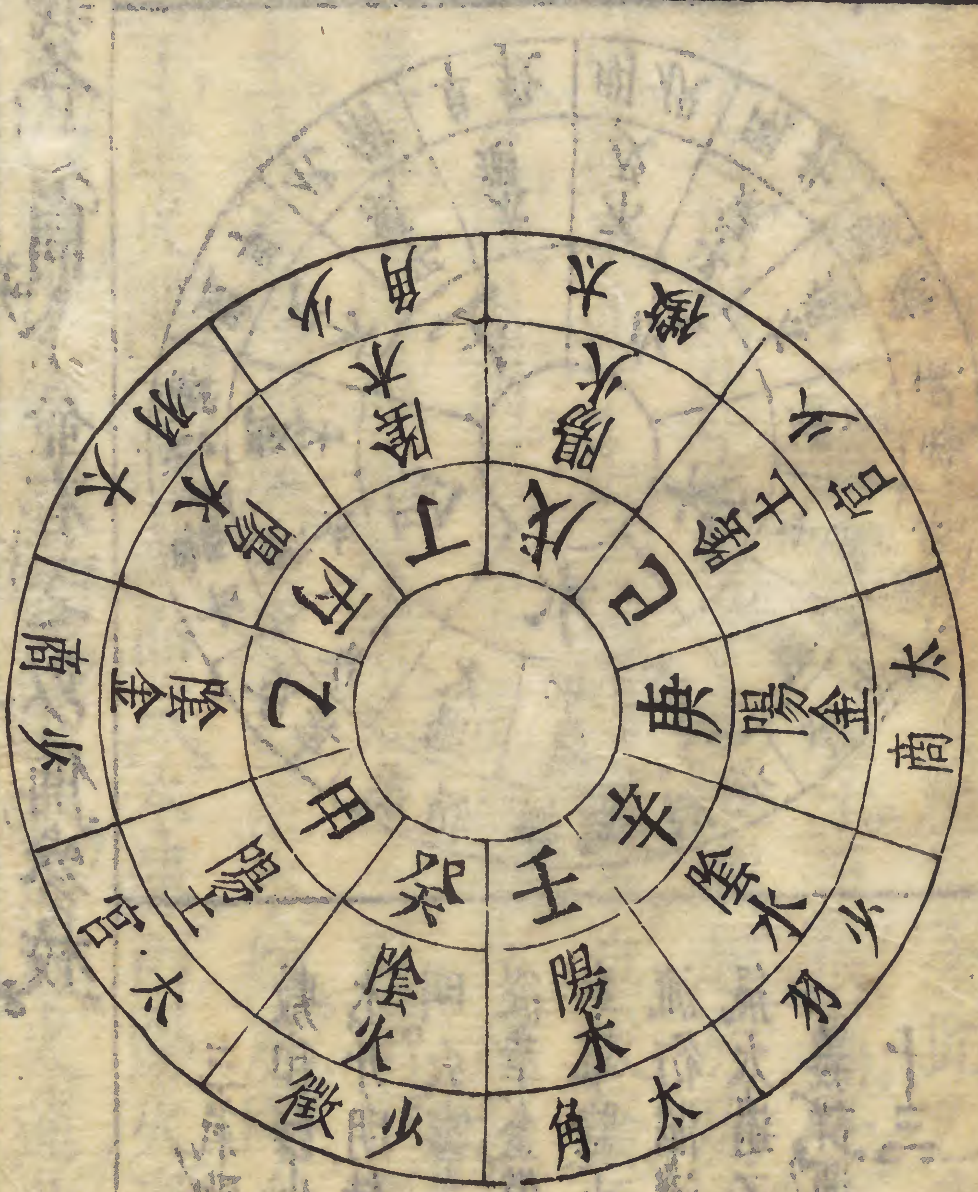 甲
陽土
太宮
乙
陰金
少商
丙
陽水
太羽
丁
陰木
少角
戊
陽火
太徵
己
陰土
少宮
庚
陽金
太商
辛
陰水
少羽
壬
陽木
太角
癸
陰火
少徵